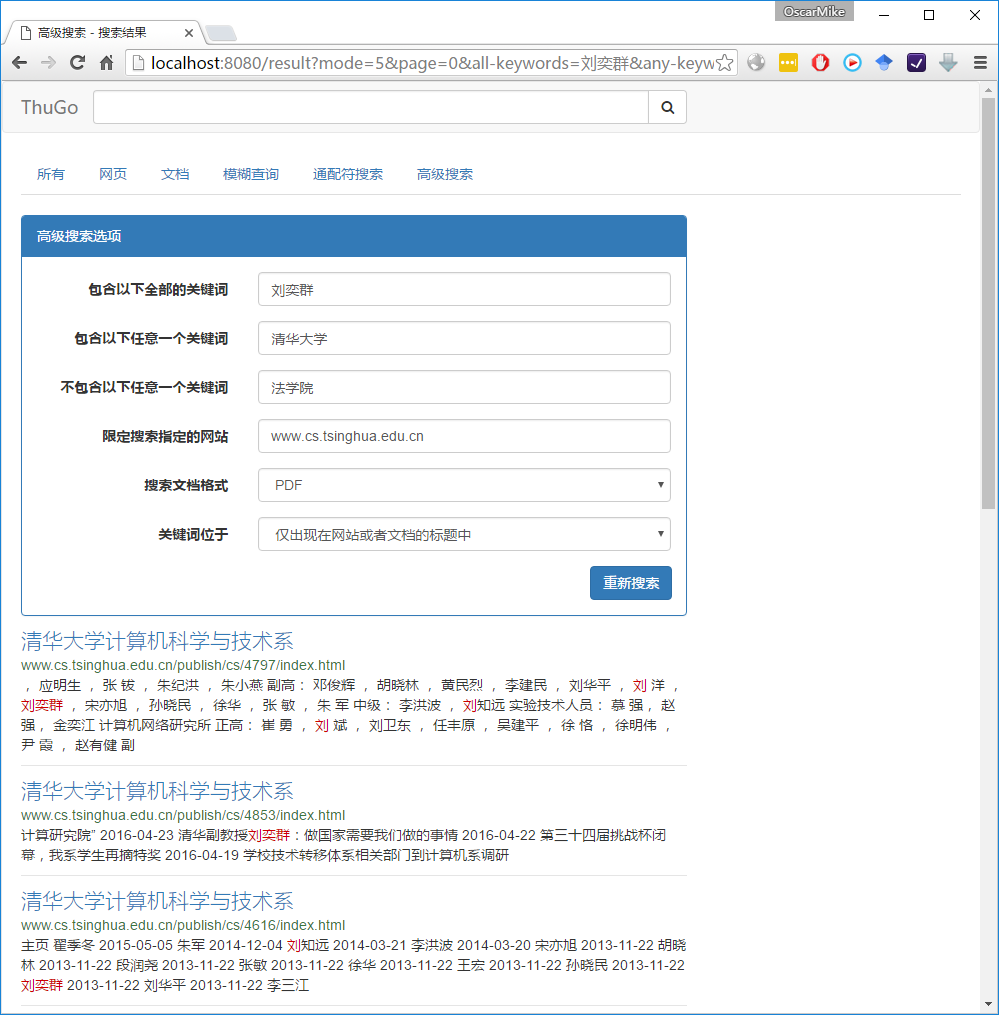 OscarMike
高级搜索 - 搜索结果
localhost:8080/result?mode=5&page=0&all-keywords=刘奕群&any-keyw
ThuGo
所有 网页 文档 模糊查询 通配符搜索 高级搜索
高级搜索选项
包含以下全部的关键词 刘奕群
包含以下任意一个关键词 清华大学
不包含以下任意一个关键词 法学院
限定搜索指定的网站 www.cs.tsinghua.edu.cn
搜索文档格式 PDF
关键词位于 仅出现在网站或者文档的标题中
重新搜索
清华大学计算机科学与技术系
www.cs.tsinghua.edu.cn/publish/cs/4797/index.html
， 应明生 ， 张 钹 ， 朱纪洪 ， 朱小燕 副高： 邓俊辉 ， 胡晓林 ， 黄民烈 ， 李建民 ， 刘华平 ， 刘 洋 ，
刘奕群 ， 宋亦旭 ， 孙晓民 ， 徐华 ， 张 敏 ， 朱 军 中级： 李洪波 ， 刘知远 实验技术人员： 慕 强， 赵
强， 金奕江 计算机网络研究所 正高： 崔 勇 ， 刘 斌 ， 刘卫东 ， 任丰原 ， 吴建平 ， 徐 恪 ， 徐明伟 ，
尹 霞 ， 赵有健 副
清华大学计算机科学与技术系
www.cs.tsinghua.edu.cn/publish/cs/4853/index.html
计算研究院” 2016-04-23 清华副教授刘奕群：做国家需要我们做的事情 2016-04-22 第三十四届挑战杯闭
幕，我系学生再摘特奖 2016-04-19 学校技术转移体系相关部门到计算机系调研
清华大学计算机科学与技术系
www.cs.tsinghua.edu.cn/publish/cs/4616/index.html
主页 翟季冬 2015-05-05 朱军 2014-12-04 刘知远 2014-03-21 李洪波 2014-03-20 宋亦旭 2013-11-22 胡晓
林 2013-11-22 段润尧 2013-11-22 张敏 2013-11-22 徐华 2013-11-22 王宏 2013-11-22 孙晓民 2013-11-22
刘奕群 2013-11-22 刘华平 2013-11-22 李三江